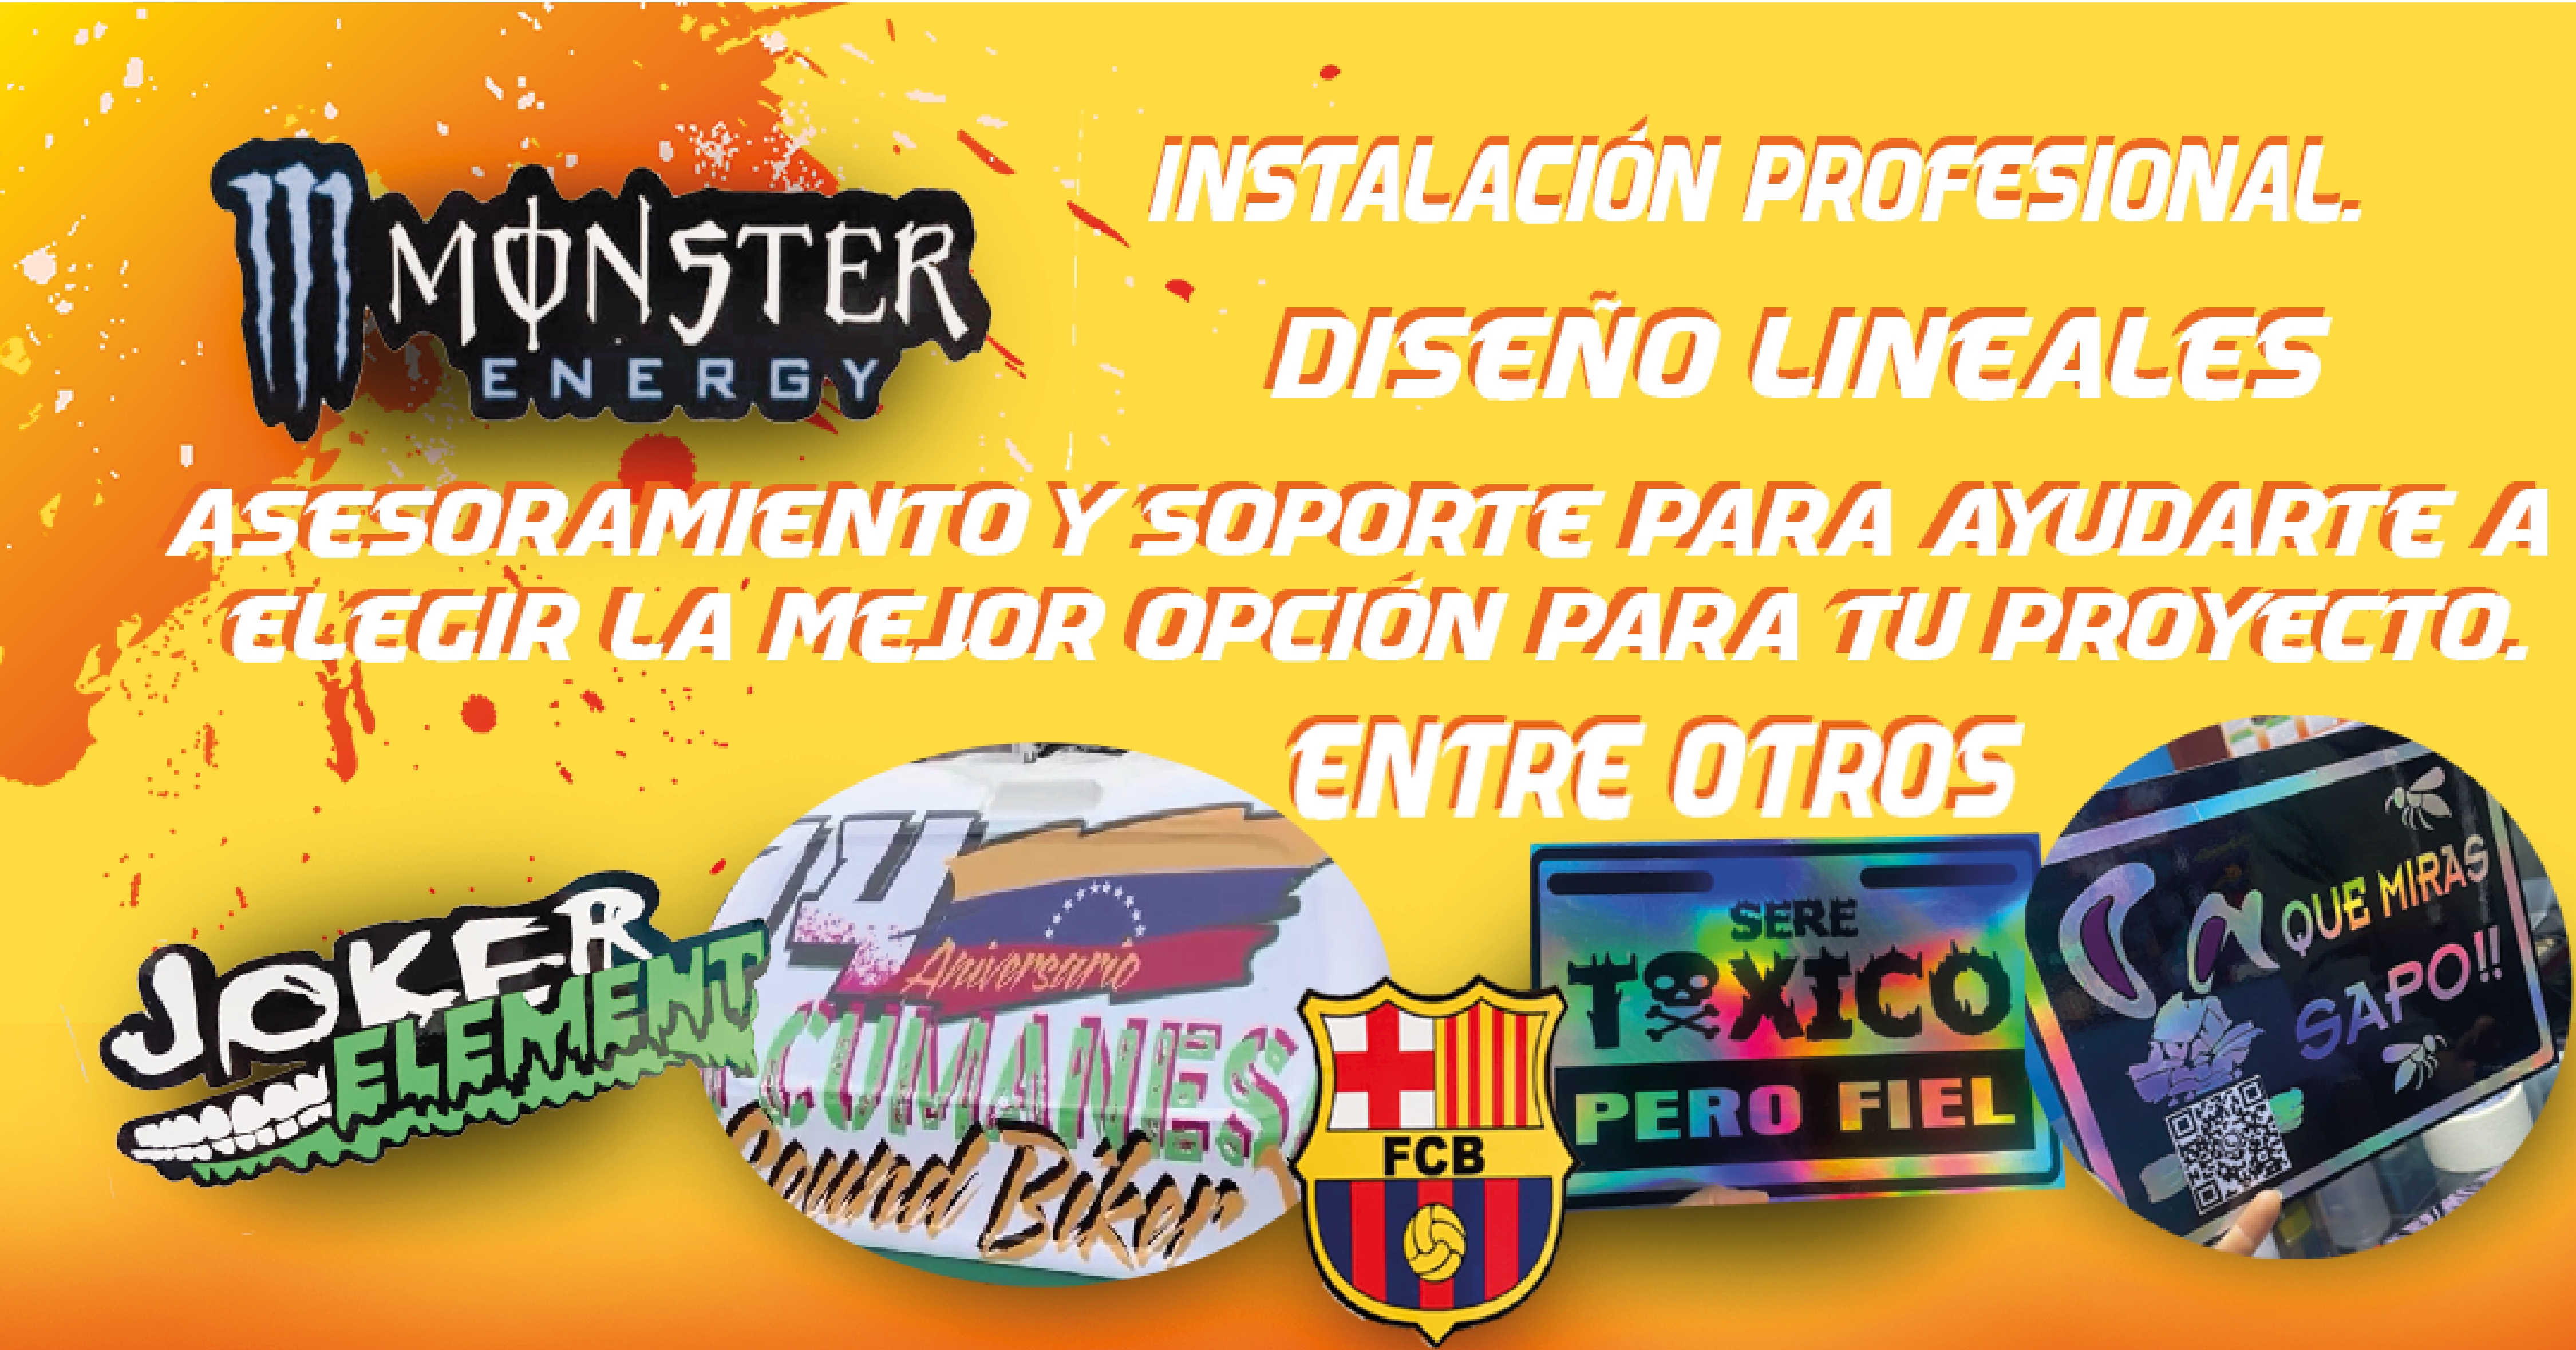 INSTALACIÓN PROFESIONAL.
MONSTER
ENERGY
DISEÑO LINEALES
ASESORAMIENTO Y SOPORTE PARA AYUDARTE A
ELEGIR LA MEJOR OPCIÓN PARA TU PROYECTO.
ENTRE OTROS
JOKER
ELEMENT
Aniversario
CUMANES
Sound Biker
FCB
SERE
TOXICO
PERO FIEL
QUE MIRAS
SAPO!!